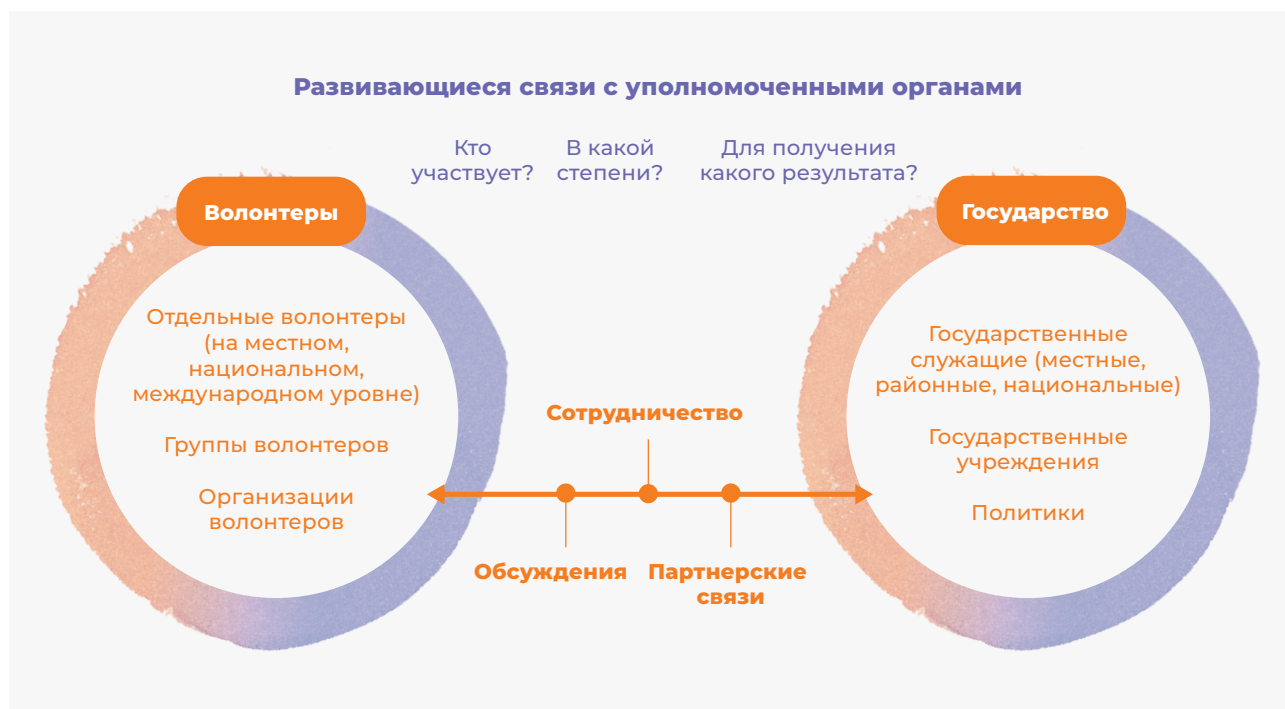 Развивающиеся связи с уполномоченными органами
Кто
участвует?
В какой
степени?
Для получения
какого результата?
Волонтеры
Отдельные волонтеры
(на местном,
национальном,
международном уровне)
Группы волонтеров
Организации
волонтеров
Сотрудничество
Обсуждения
Партнерские
связи
Государство
Государственные
служащие (местные,
районные, национальные)
Государственные
учреждения
Политики